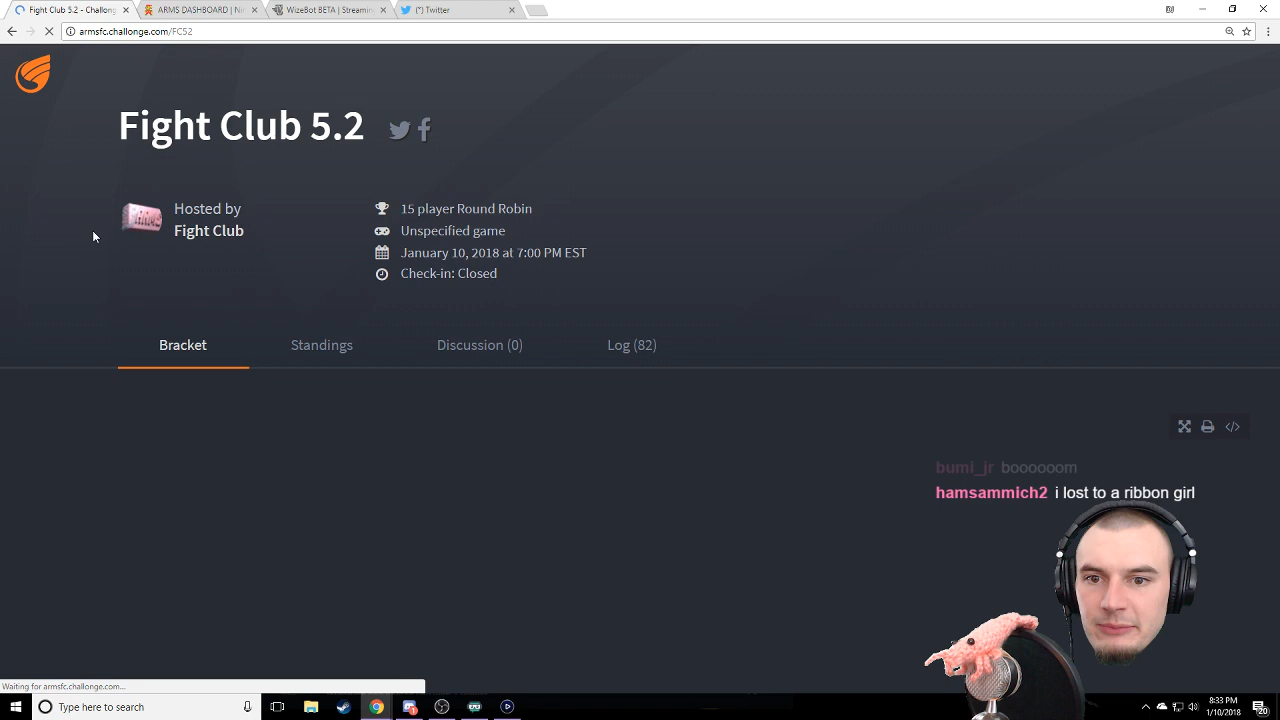 Fight Club 5.2 - Challong
ARMS DASHBOARD | Ni
WizeBot BETA | Streamin
(*) Twitter
armsfc.challonge.com/FC52
Fight Club 5.2
Hosted by
Fight Club
15 player Round Robin
Unspecified game
January 10, 2018 at 7:00 PM EST
Check-in: Closed
Bracket
Standings
Discussion (0)
Log (82)
bumi_jr boooooom
hamsammich2 i lost to a ribbon girl
Waiting for armsfc.challonge.com...
Type here to search
8:33 PM
1/10/2018